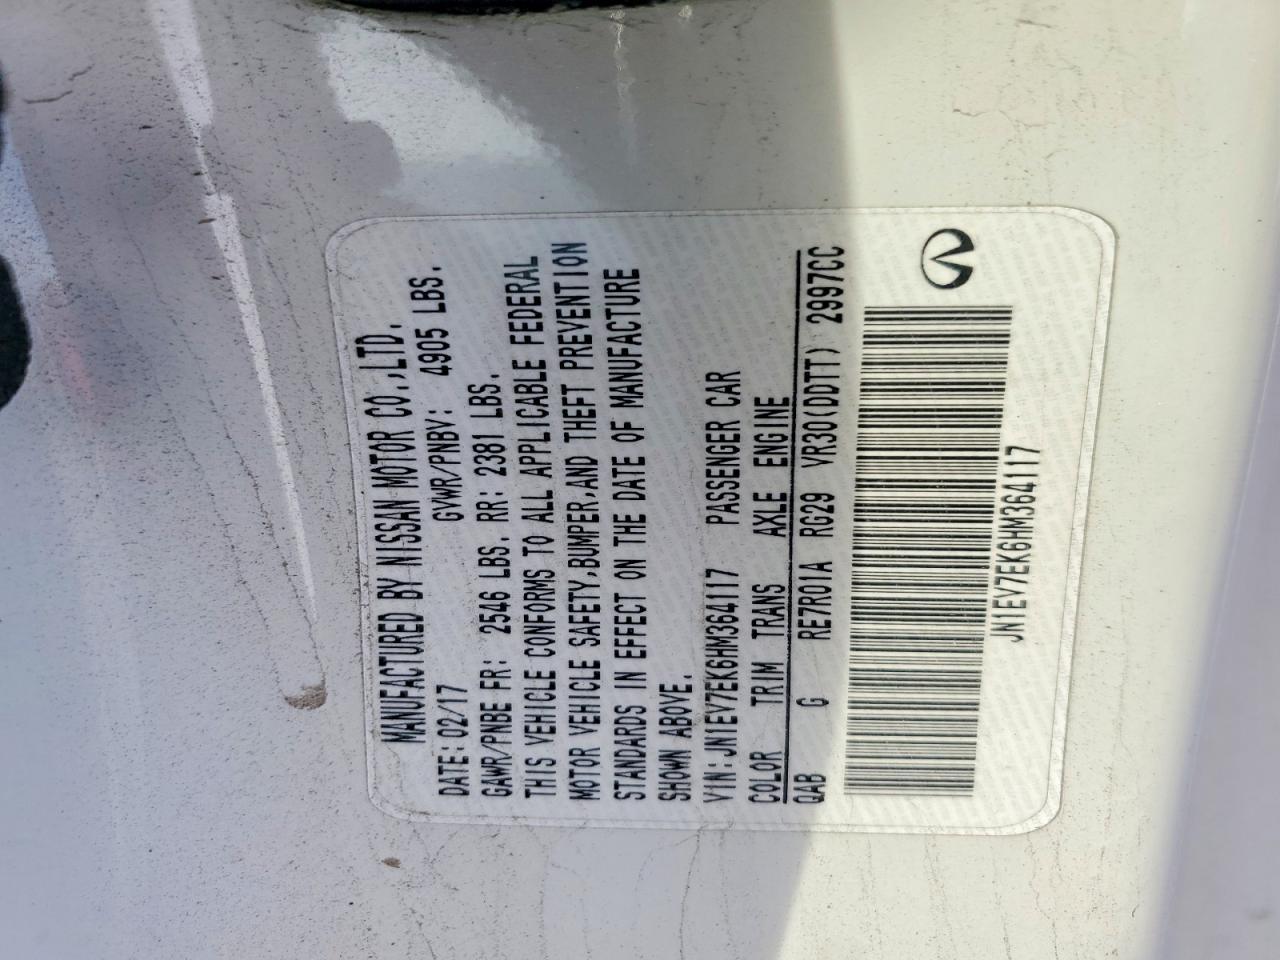 MANUFACTURED BY NISSAN MOTOR CO.,LTD.
DATE:02/17 GVWR/PNBV: 4905 LBS.
GAWR/PNBE FR: 2546 LBS. RR: 2381 LBS.
THIS VEHICLE CONFORMS TO ALL APPLICABLE FEDERAL
MOTOR VEHICLE SAFETY,BUMPER,AND THEFT PREVENTION
STANDARDS IN EFFECT ON THE DATE OF MANUFACTURE
SHOWN ABOVE.
VIN:JN1EV7EK6HM364117 PASSENGER CAR
COLOR TRIM TRANS AXLE ENGINE
QAB G RE7R01A RG29 VR30(DDTT) 2997CC
JN1EV7EK6HM364117